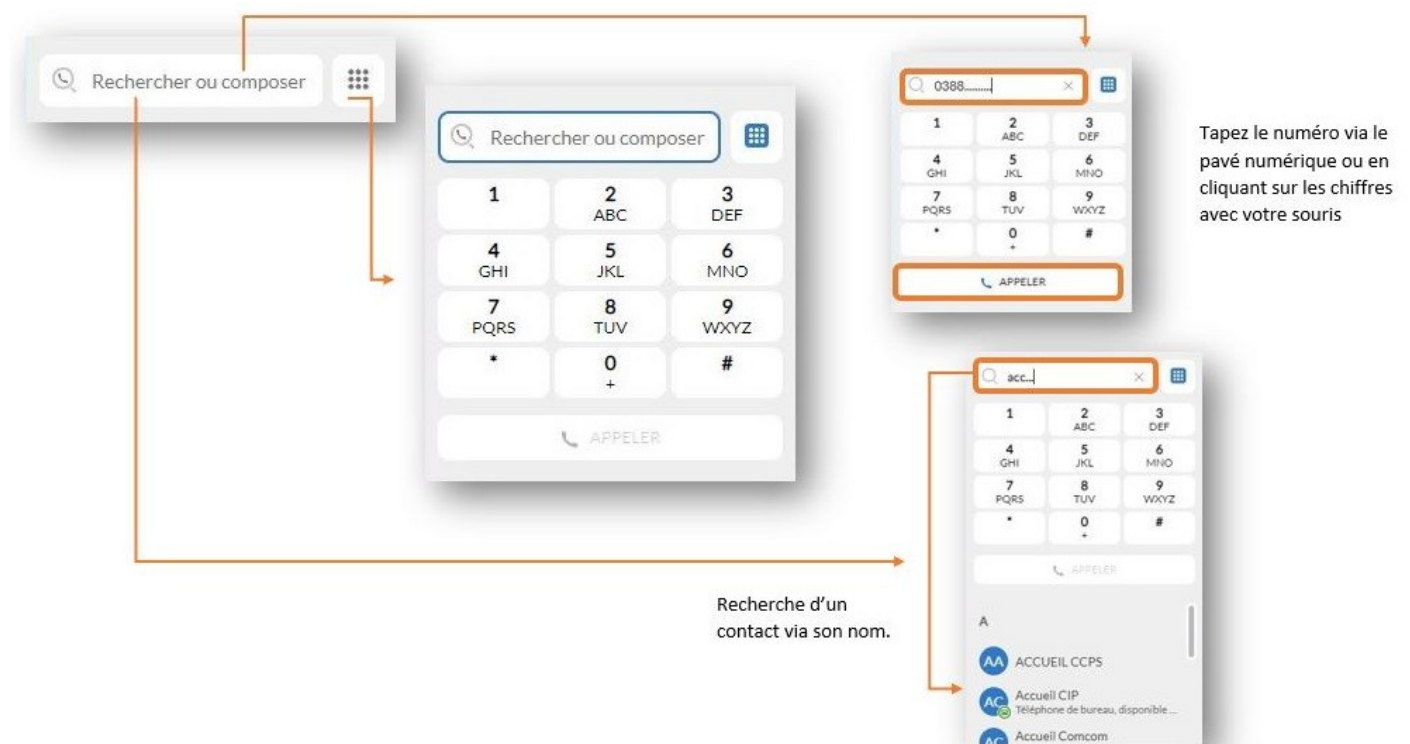 Rechercher ou composer
Rechercher ou composer
1 2 3
ABC DEF
4 5 6
GHI JKL MNO
7 8 9
PQRS TUV WXYZ
* 0 #
+
APPELER
0388.........
1 2 3
ABC DEF
4 5 6
GHI JKL MNO
7 8 9
PQRS TUV WXYZ
* 0 #
+
APPELER
Tapez le numéro via le
pavé numérique ou en
cliquant sur les chiffres
avec votre souris
Recherche d’un
contact via son nom.
acc...
1 2 3
ABC DEF
4 5 6
GHI JKL MNO
7 8 9
PQRS TUV WXYZ
* 0 #
+
APPELER
A
AA ACCUEIL CCPS
AC Accueil CIP
Téléphone de bureau, disponible ...
AC Accueil Comcom